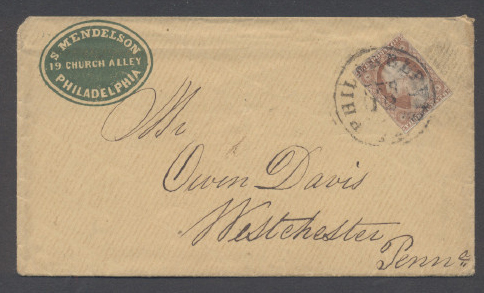 S MENDELSON
19 CHURCH ALLEY
PHILADELPHIA
Mr
Owen Davis
Westchester
Penna